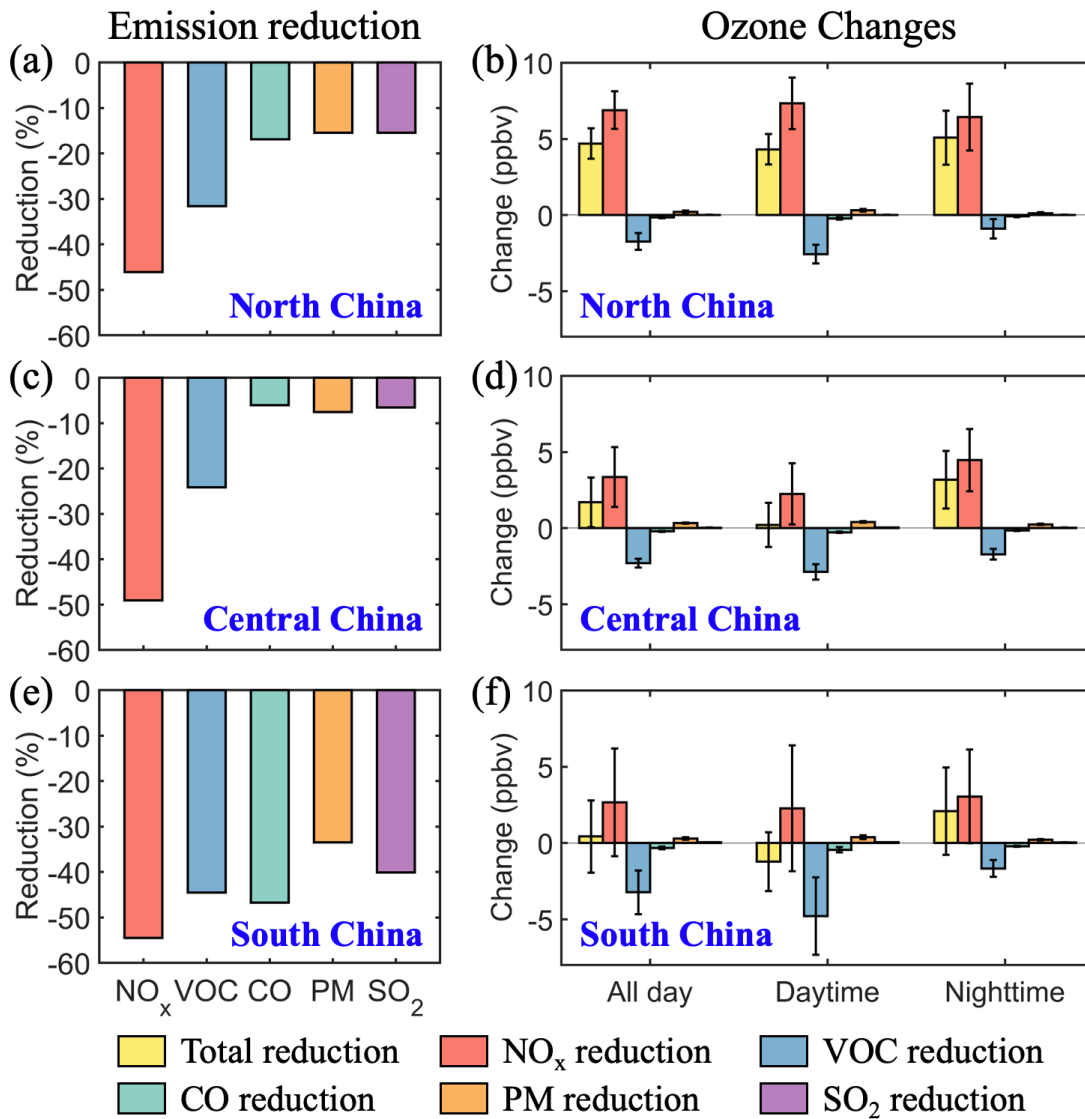 Emission reduction
Ozone Changes
(a)
0
-10
-20
-30
-40
-50
-60
Reduction (%)
North China
(b)
10
5
0
-5
Change (ppbv)
North China
(c)
0
-10
-20
-30
-40
-50
-60
Reduction (%)
Central China
(d)
10
5
0
-5
Change (ppbv)
Central China
(e)
0
-10
-20
-30
-40
-50
-60
Reduction (%)
South China
NOx VOC CO PM SO2
(f)
10
5
0
-5
Change (ppbv)
South China
All day Daytime Nighttime
Total reduction NOx reduction VOC reduction
CO reduction PM reduction SO2 reduction